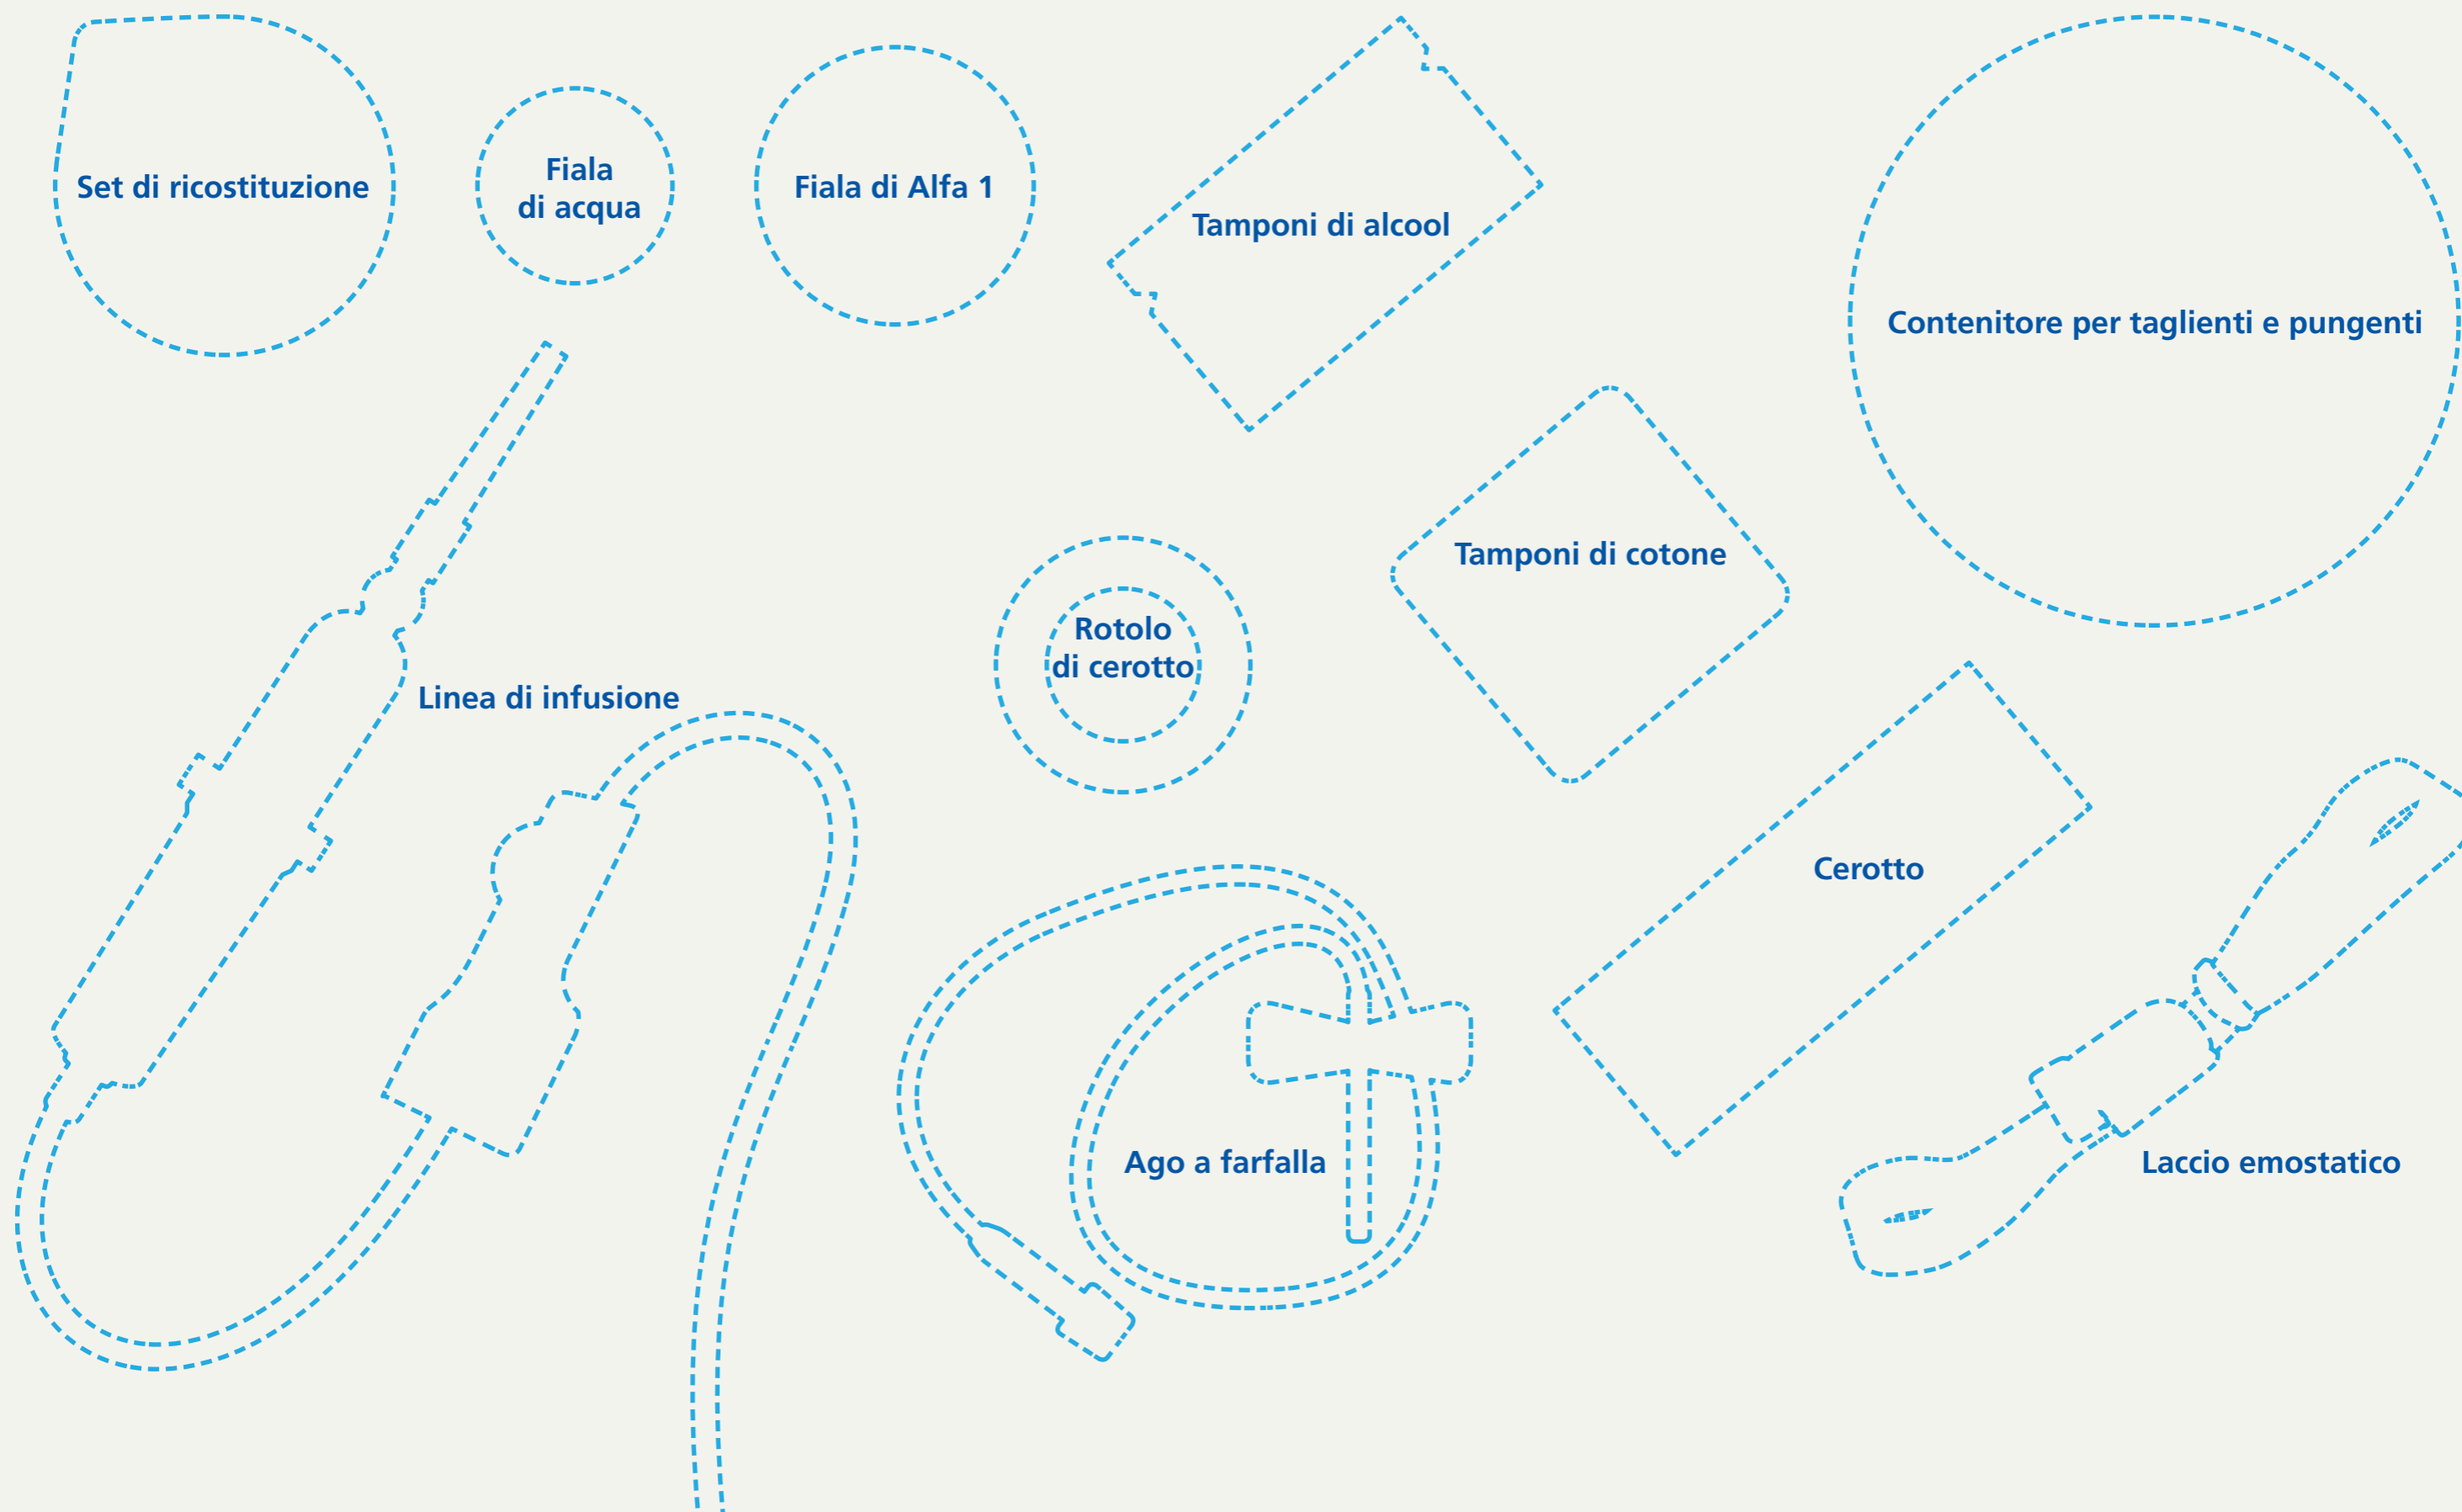 Set di ricostituzione
Fiala
di acqua
Fiala di Alfa 1
Tamponi di alcool
Contenitore per taglienti e pungenti
Tamponi di cotone
Rotolo
di cerotto
Linea di infusione
Cerotto
Ago a farfalla
Laccio emostatico